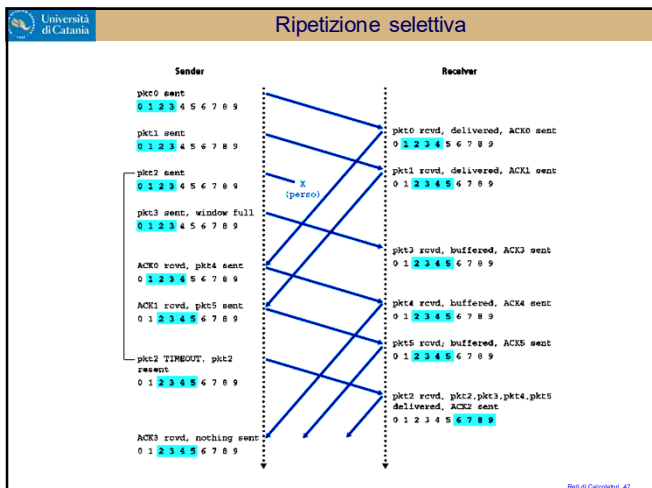 Università
di Catania
Ripetizione selettiva
Sender
Receiver
pkt0 sent
0 1 2 3 4 5 6 7 8 9
pkt0 rcvd, delivered, ACK0 sent
0 1 2 3 4 5 6 7 8 9
pkt1 sent
0 1 2 3 4 5 6 7 8 9
pkt1 rcvd, delivered, ACK1 sent
0 1 2 3 4 5 6 7 8 9
pkt2 sent
0 1 2 3 4 5 6 7 8 9
X
(perso)
pkt3 sent, window full
0 1 2 3 4 5 6 7 8 9
pkt3 rcvd, buffered, ACK3 sent
0 1 2 3 4 5 6 7 8 9
ACK0 rcvd, pkt4 sent
0 1 2 3 4 5 6 7 8 9
pkt4 rcvd, buffered, ACK4 sent
0 1 2 3 4 5 6 7 8 9
ACK1 rcvd, pkt5 sent
0 1 2 3 4 5 6 7 8 9
pkt5 rcvd, buffered, ACK5 sent
0 1 2 3 4 5 6 7 8 9
pkt2 TIMEOUT, pkt2
resent
0 1 2 3 4 5 6 7 8 9
pkt2 rcvd, pkt2,pkt3,pkt4,pkt5
delivered, ACK2 sent
0 1 2 3 4 5 6 7 8 9
ACK3 rcvd, nothing sent
0 1 2 3 4 5 6 7 8 9
Reti di Calcolatori 47